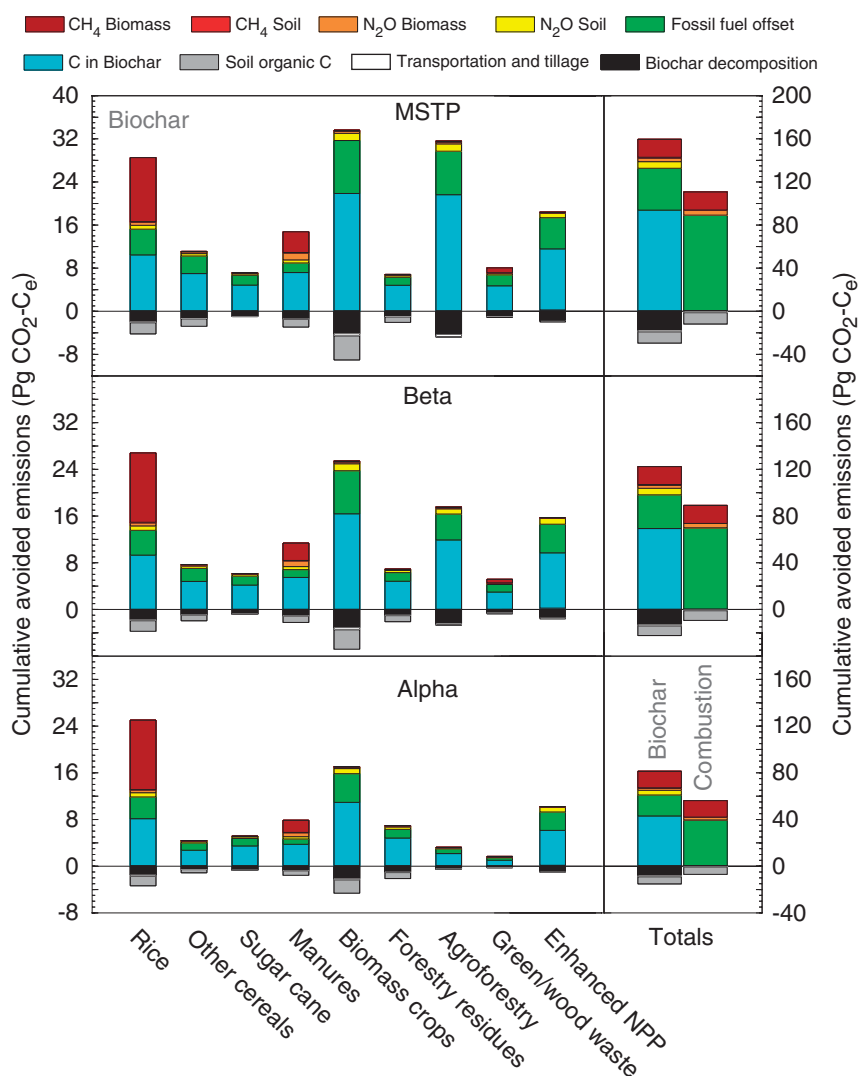 CH4 Biomass CH4 Soil N2O Biomass N2O Soil Fossil fuel offset
C in Biochar Soil organic C Transportation and tillage Biochar decomposition
Cumulative avoided emissions (Pg CO2-Ce)
40
32
24
16
8
0
-8
Biochar
MSTP
200
160
120
80
40
0
-40
32
24
16
8
0
Beta
160
120
80
40
0
32
24
16
8
0
-8
Alpha
Biochar
Combustion
160
120
80
40
0
-40
Cumulative avoided emissions (Pg CO2-Ce)
Rice
Other cereals
Sugar cane
Manures
Biomass crops
Forestry residues
Agroforestry
Green/wood waste
Enhanced NPP
Totals